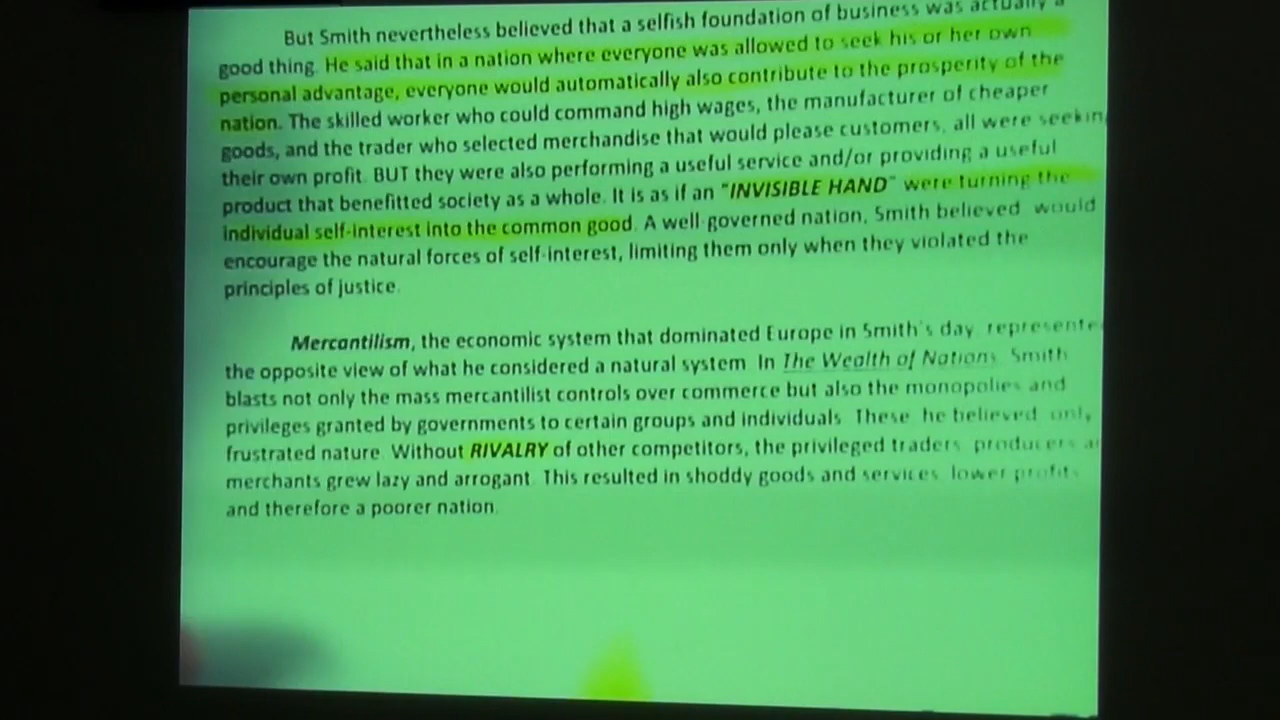 But Smith nevertheless believed that a selfish foundation of business was actually a
good thing. He said that in a nation where everyone was allowed to seek his or her own
personal advantage, everyone would automatically also contribute to the prosperity of the
nation. The skilled worker who could command high wages, the manufacturer of cheaper
goods, and the trader who selected merchandise that would please customers, all were seekin
their own profit. BUT they were also performing a useful service and/or providing a useful
product that benefitted society as a whole. It is as if an "INVISIBLE HAND" were turning the
individual self-interest into the common good. A well governed nation, Smith believed, would
encourage the natural forces of self-interest, limiting them only when they violated the
principles of justice.
Mercantilism, the economic system that dominated Europe in Smith's day, represente
the opposite view of what he considered a natural system. In The Wealth of Nations, Smith
blasts not only the mass mercantilist controls over commerce but also the monopolies and
privileges granted by governments to certain groups and individuals. These, he believed, only
frustrated nature. Without RIVALRY of other competitors, the privileged traders, producers a
merchants grew lazy and arrogant. This resulted in shoddy goods and services, lower profits
and therefore a poorer nation.